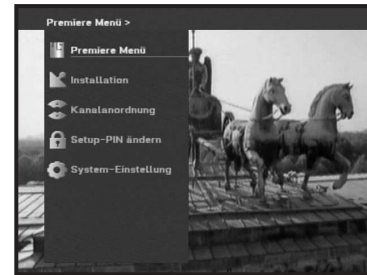 Premiere Menü >
Premiere Menü
Installation
Kanalanordnung
Setup-PIN ändern
System-Einstellung